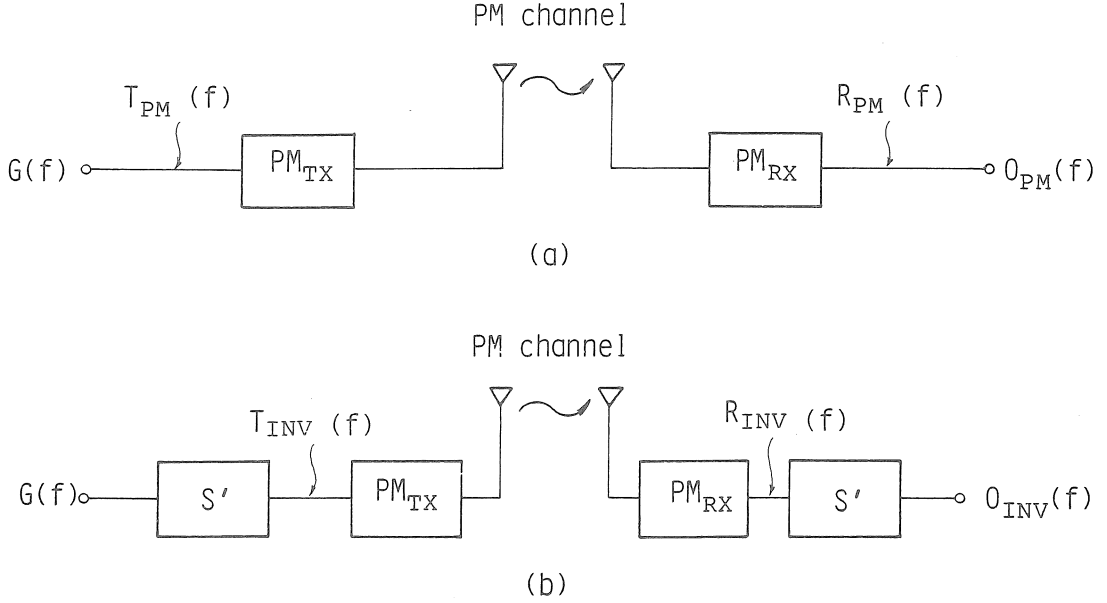 PM channel
T_PM (f)
R_PM (f)
G(f)
PM_TX
PM_RX
O_PM(f)
(a)
PM channel
T_INV (f)
R_INV (f)
G(f)
S'
PM_TX
PM_RX
S'
O_INV(f)
(b)